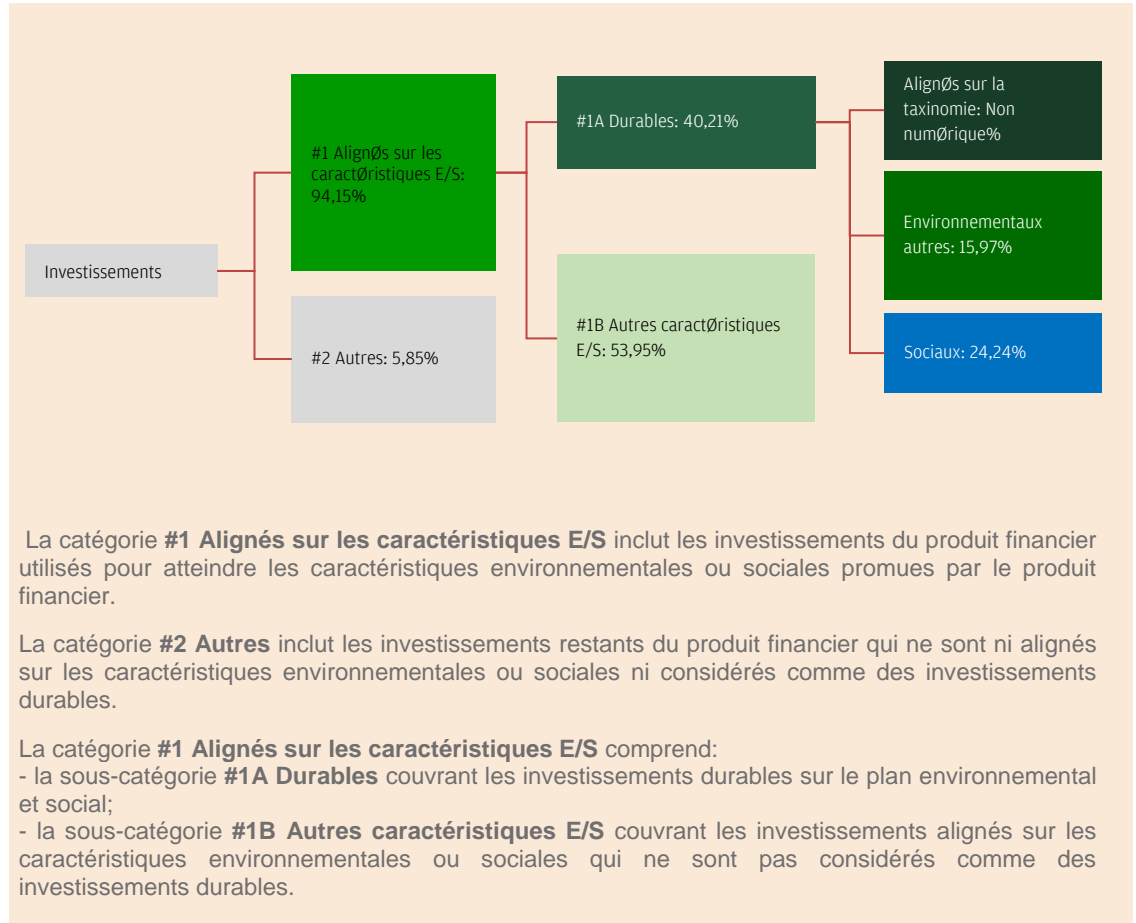 Investissements
#1 AlignØs sur les
caractØristiques E/S:
94,15%
#2 Autres: 5,85%
#1A Durables: 40,21%
#1B Autres caractØristiques
E/S: 53,95%
AlignØs sur la
taxinomie: Non
numØrique%
Environnementaux
autres: 15,97%
Sociaux: 24,24%
La catégorie #1 Alignés sur les caractéristiques E/S inclut les investissements du produit financier
utilisés pour atteindre les caractéristiques environnementales ou sociales promues par le produit
financier.
La catégorie #2 Autres inclut les investissements restants du produit financier qui ne sont ni alignés
sur les caractéristiques environnementales ou sociales ni considérés comme des investissements
durables.
La catégorie #1 Alignés sur les caractéristiques E/S comprend:
- la sous-catégorie #1A Durables couvrant les investissements durables sur le plan environnemental
et social;
- la sous-catégorie #1B Autres caractéristiques E/S couvrant les investissements alignés sur les
caractéristiques environnementales ou sociales qui ne sont pas considérés comme des
investissements durables.